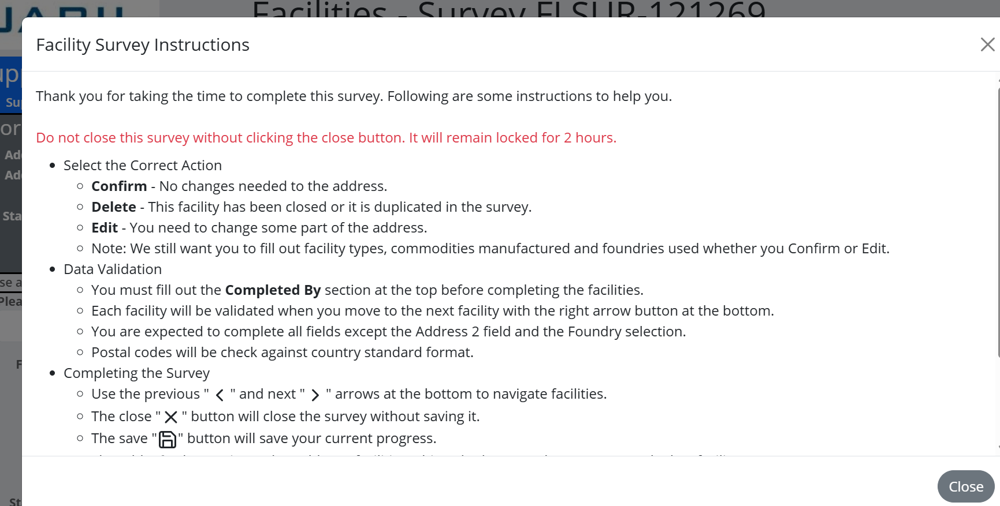 Facilities - Survey FLSUR-121269
Facility Survey Instructions
Thank you for taking the time to complete this survey. Following are some instructions to help you.
Do not close this survey without clicking the close button. It will remain locked for 2 hours.
Select the Correct Action
Confirm - No changes needed to the address.
Delete - This facility has been closed or it is duplicated in the survey.
Edit - You need to change some part of the address.
Note: We still want you to fill out facility types, commodities manufactured and foundries used whether you Confirm or Edit.
Data Validation
You must fill out the Completed By section at the top before completing the facilities.
Each facility will be validated when you move to the next facility with the right arrow button at the bottom.
You are expected to complete all fields except the Address 2 field and the Foundry selection.
Postal codes will be check against country standard format.
Completing the Survey
Use the previous " < " and next " > " arrows at the bottom to navigate facilities.
The close " X " button will close the survey without saving it.
The save " " button will save your current progress.
Close